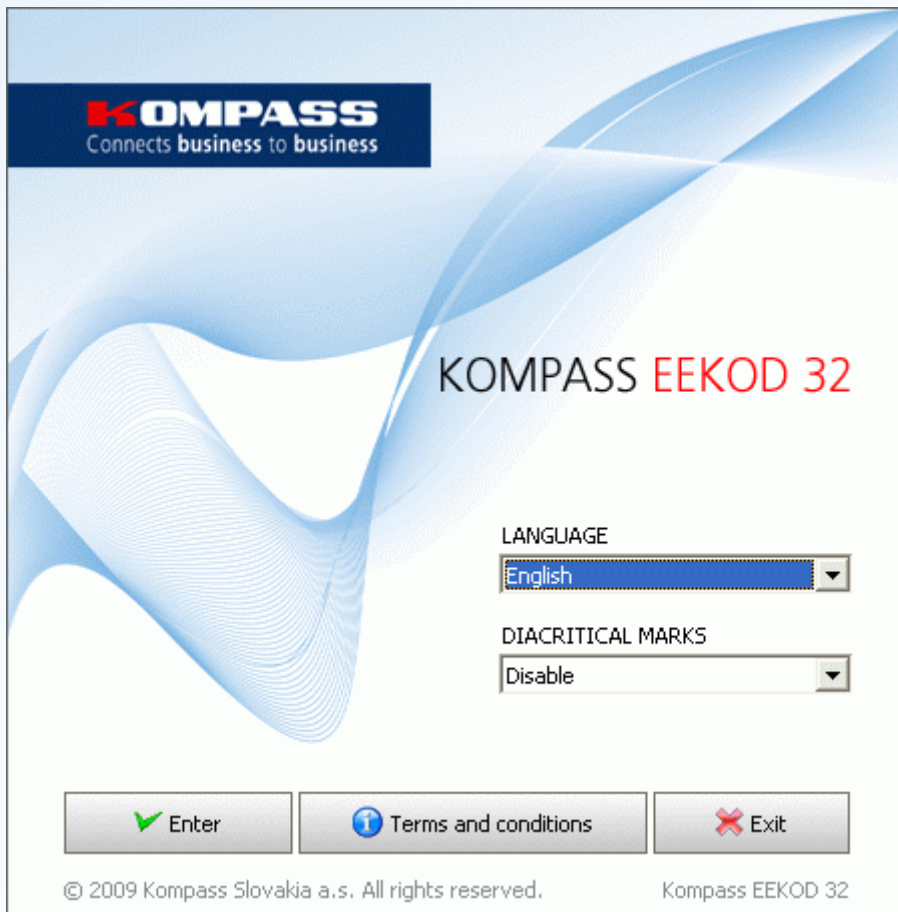 KOMPASS
Connects business to business
KOMPASS EEKOD 32
LANGUAGE
English
DIACRITICAL MARKS
Disable
Enter
Terms and conditions
Exit
© 2009 Kompass Slovakia a.s. All rights reserved.
Kompass EEKOD 32